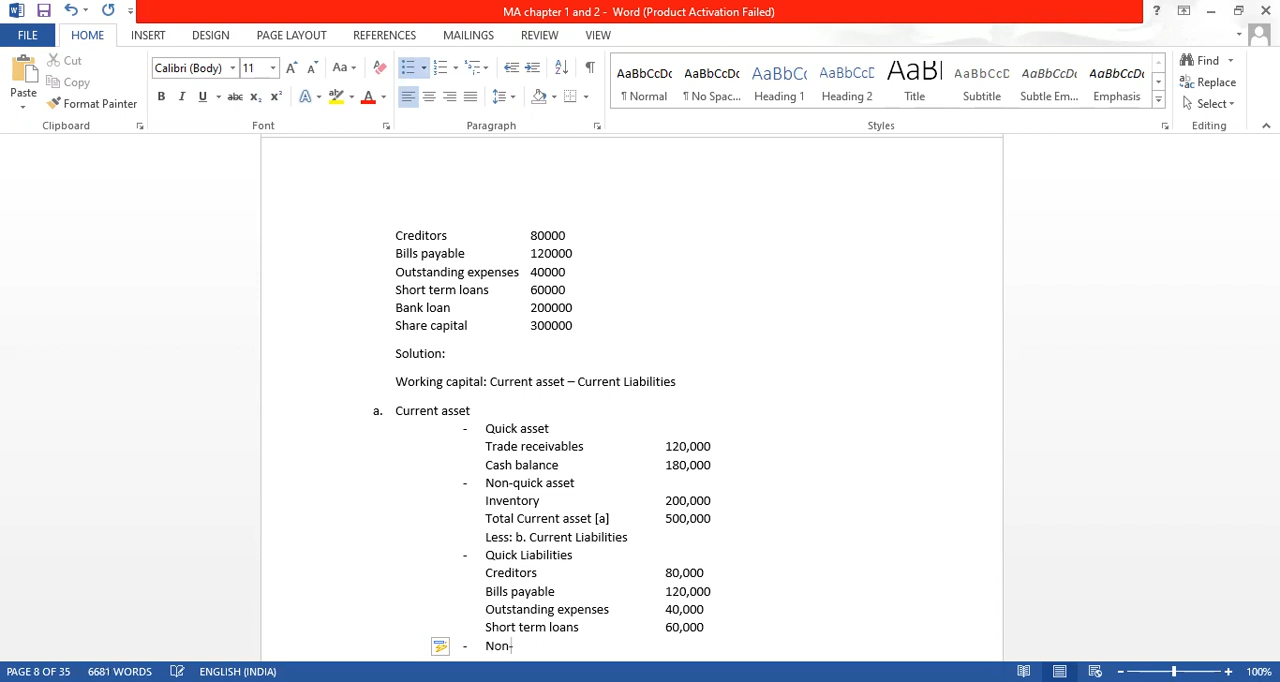 MA chapter 1 and 2 - Word (Product Activation Failed)
FILE HOME INSERT DESIGN PAGE LAYOUT REFERENCES MAILINGS REVIEW VIEW
Cut
Copy
Paste
Format Painter
Clipboard
Calibri (Body) 11
Font
Paragraph
AaBbCcDc AaBbCcDc AaBbCc AaBbCcE AaBl AaBbCcD AaBbCcDc AaBbCcDc
¶ Normal ¶ No Spac... Heading 1 Heading 2 Title Subtitle Subtle Em... Emphasis
Styles
Find
Replace
Select
Editing
Creditors 80000
Bills payable 120000
Outstanding expenses 40000
Short term loans 60000
Bank loan 200000
Share capital 300000
Solution:
Working capital: Current asset – Current Liabilities
a. Current asset
- Quick asset
Trade receivables 120,000
Cash balance 180,000
- Non-quick asset
Inventory 200,000
Total Current asset [a] 500,000
Less: b. Current Liabilities
- Quick Liabilities
Creditors 80,000
Bills payable 120,000
Outstanding expenses 40,000
Short term loans 60,000
- Non-
PAGE 8 OF 35 6681 WORDS ENGLISH (INDIA) 100%